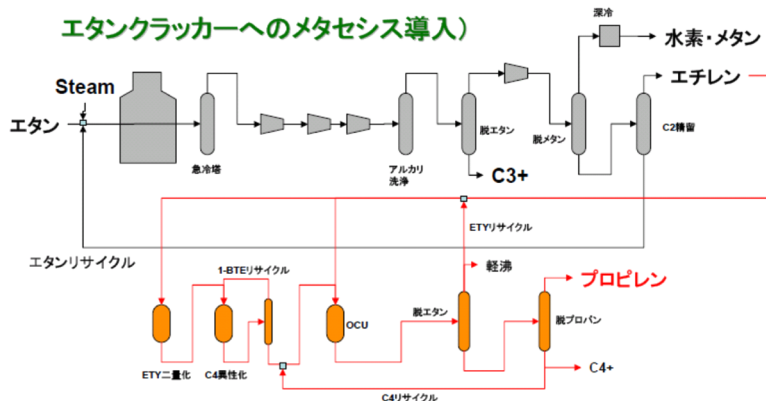 エタンクラッカーへのメタセシス導入）
深冷
水素・メタン
エチレン
Steam
エタン
脱エタン
脱メタン
C2精留
急冷塔
アルカリ
洗浄
C3+
ETYリサイクル
エタンリサイクル
1-BTEリサイクル
軽沸
プロピレン
OCU
脱エタン
脱プロパン
ETY二量化
C4異性化
C4+
C4リサイクル